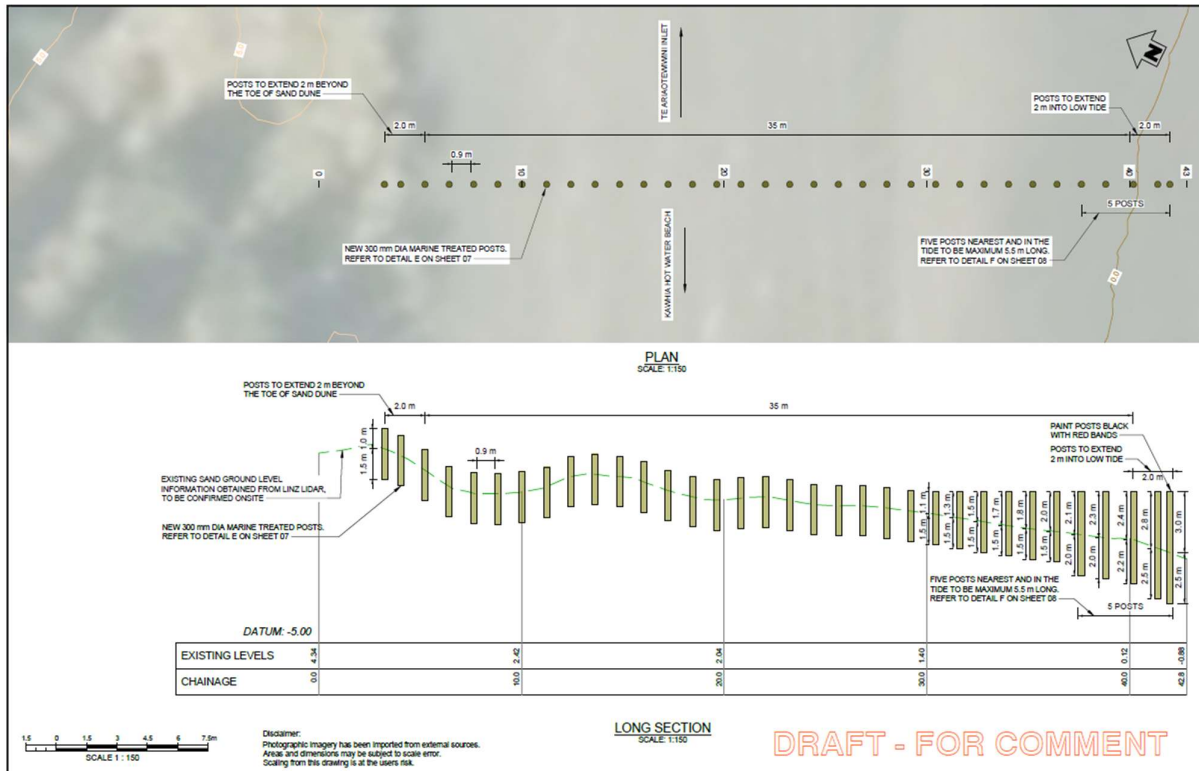 N
POSTS TO EXTEND 2 m BEYOND
THE TOE OF SAND DUNE
TE ARIAOTEWIWINI INLET
POSTS TO EXTEND
2 m INTO LOW TIDE
2.0 m
35 m
2.0 m
0.9 m
0
10
20
30
40
43
5 POSTS
NEW 300 mm DIA MARINE TREATED POSTS.
REFER TO DETAIL E ON SHEET 07
KAWHIA HOT WATER BEACH
FIVE POSTS NEAREST AND IN THE
TIDE TO BE MAXIMUM 5.5 m LONG.
REFER TO DETAIL F ON SHEET 08
0.0
PLAN
SCALE: 1:150
POSTS TO EXTEND 2 m BEYOND
THE TOE OF SAND DUNE
2.0 m
35 m
PAINT POSTS BLACK
WITH RED BANDS
POSTS TO EXTEND
2 m INTO LOW TIDE
2.0 m
1.0 m
1.5 m
0.9 m
EXISTING SAND GROUND LEVEL
INFORMATION OBTAINED FROM LINZ LIDAR,
TO BE CONFIRMED ONSITE
NEW 300 mm DIA MARINE TREATED POSTS.
REFER TO DETAIL E ON SHEET 07
1.1 m
1.3 m
1.5 m
1.7 m
1.8 m
2.0 m
2.1 m
2.3 m
2.4 m
2.8 m
3.0 m
1.5 m
1.5 m
1.5 m
1.5 m
1.5 m
1.5 m
2.0 m
2.0 m
2.2 m
2.5 m
2.5 m
FIVE POSTS NEAREST AND IN THE
TIDE TO BE MAXIMUM 5.5 m LONG.
REFER TO DETAIL F ON SHEET 08
5 POSTS
DATUM: -5.00
EXISTING LEVELS 4.34 2.42 2.04 1.40 0.12 -0.88
CHAINAGE 0.0 10.0 20.0 30.0 40.0 42.8
LONG SECTION
SCALE: 1:150
1.5 0 1.5 3 4.5 6 7.5m
SCALE 1 : 150
Disclaimer:
Photographic imagery has been imported from external sources.
Areas and dimensions may be subject to scale error.
Scaling from this drawing is at the users risk.
DRAFT - FOR COMMENT